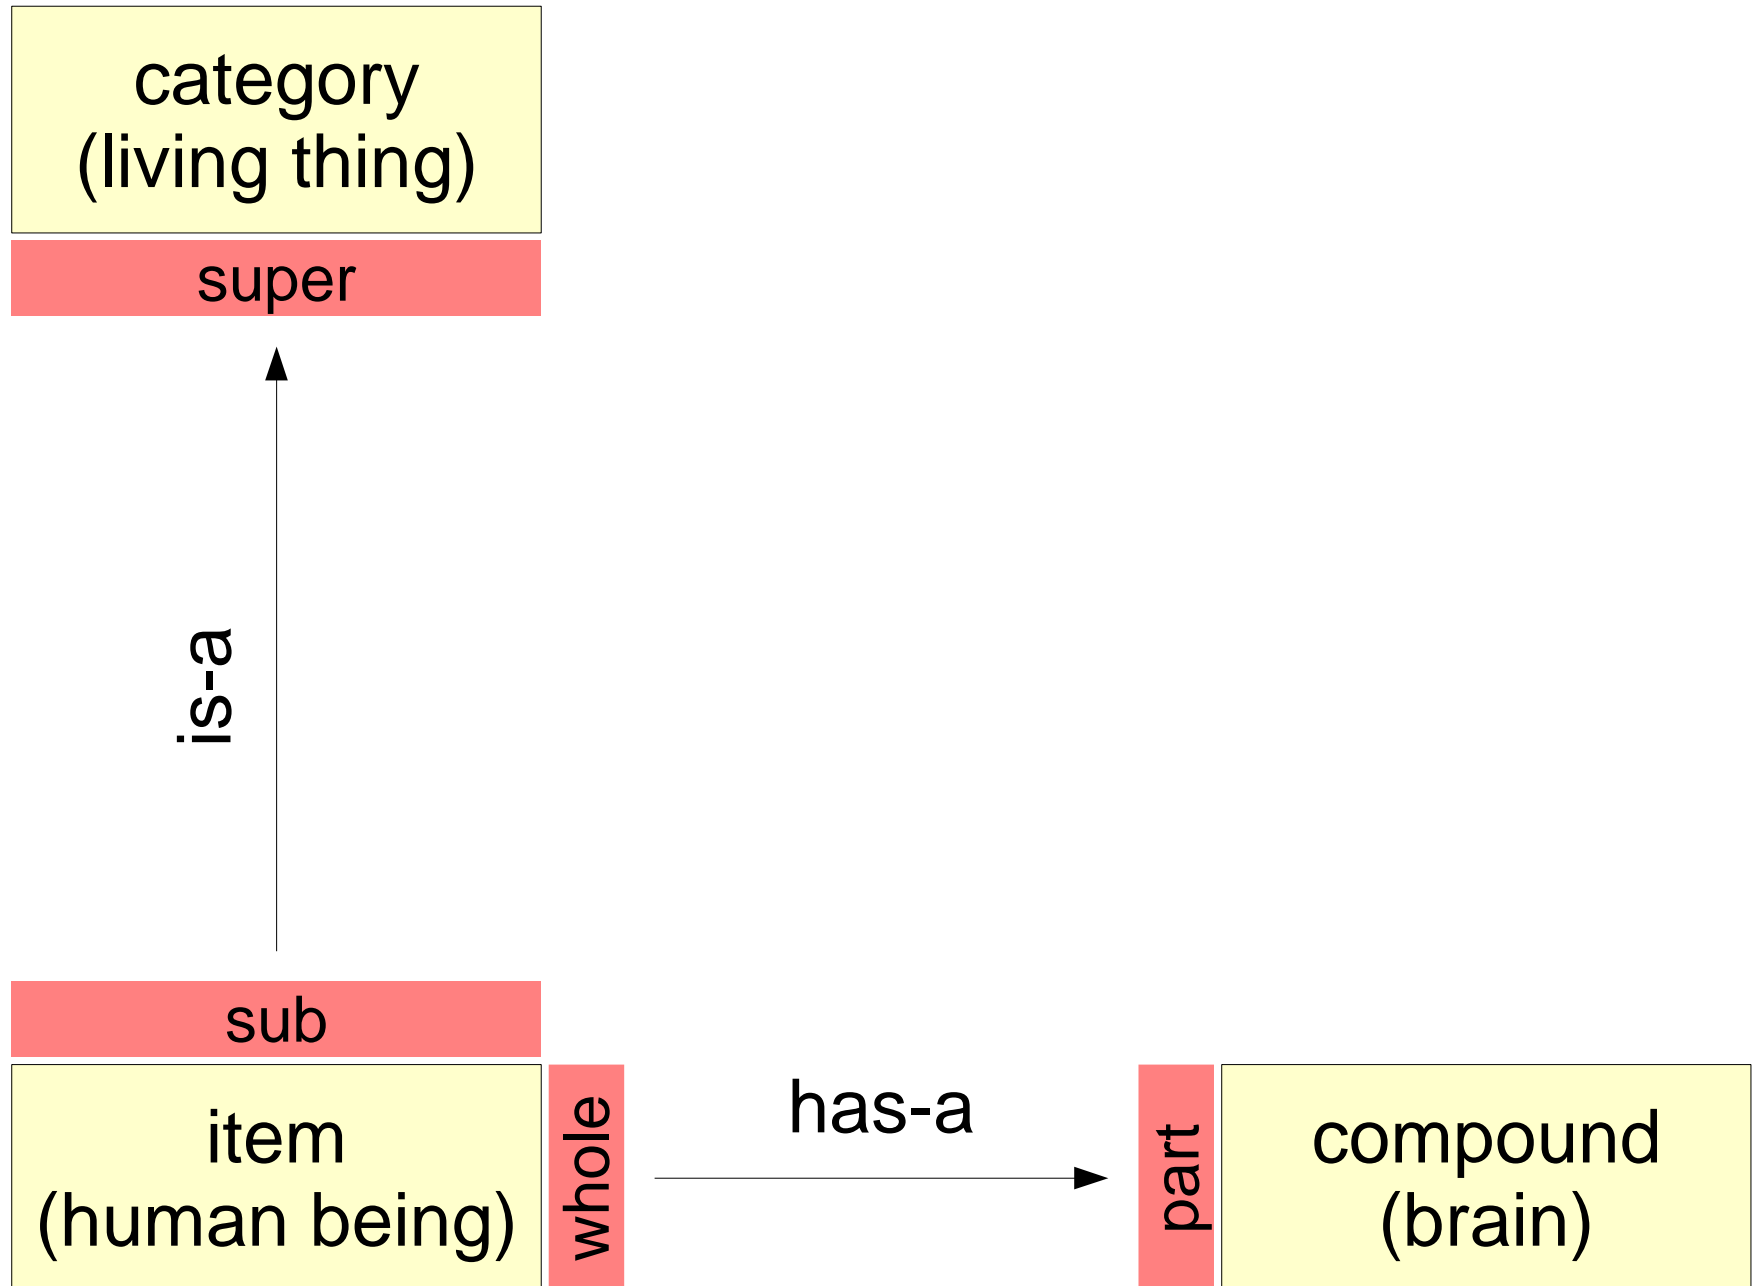 category
(living thing)
super
is-a
sub
item
(human being)
whole
has-a
part
compound
(brain)